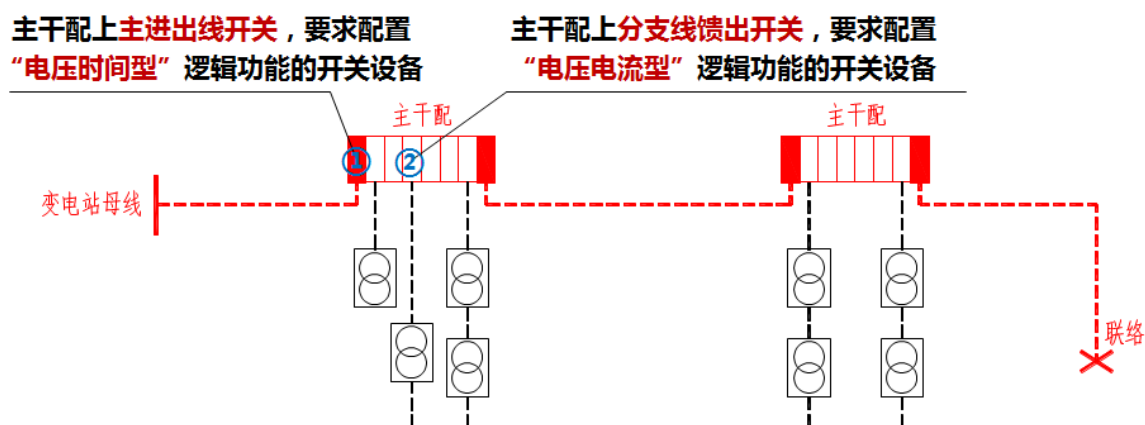 主干配上主进出线开关，要求配置
“电压时间型”逻辑功能的开关设备
主干配上分支线馈出开关，要求配置
“电压电流型”逻辑功能的开关设备
主干配
主干配
①
②
变电站母线
联络